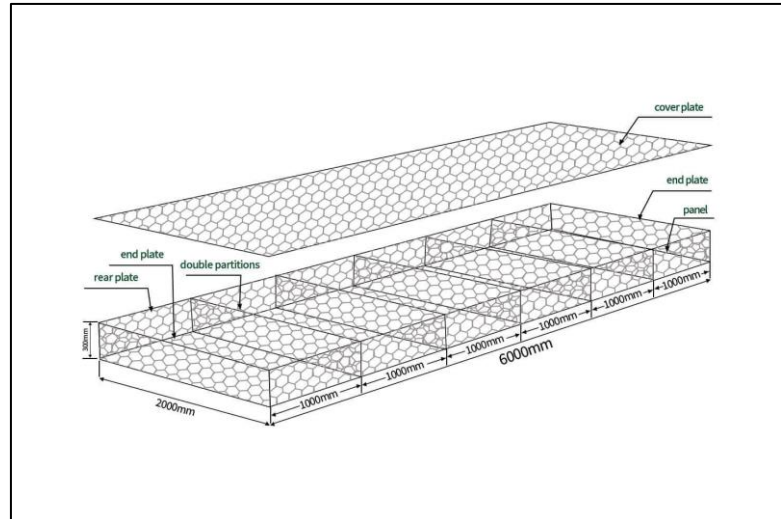 cover plate
end plate
panel
end plate
double partitions
rear plate
300mm
1000mm
1000mm
1000mm
1000mm
1000mm
1000mm
6000mm
2000mm